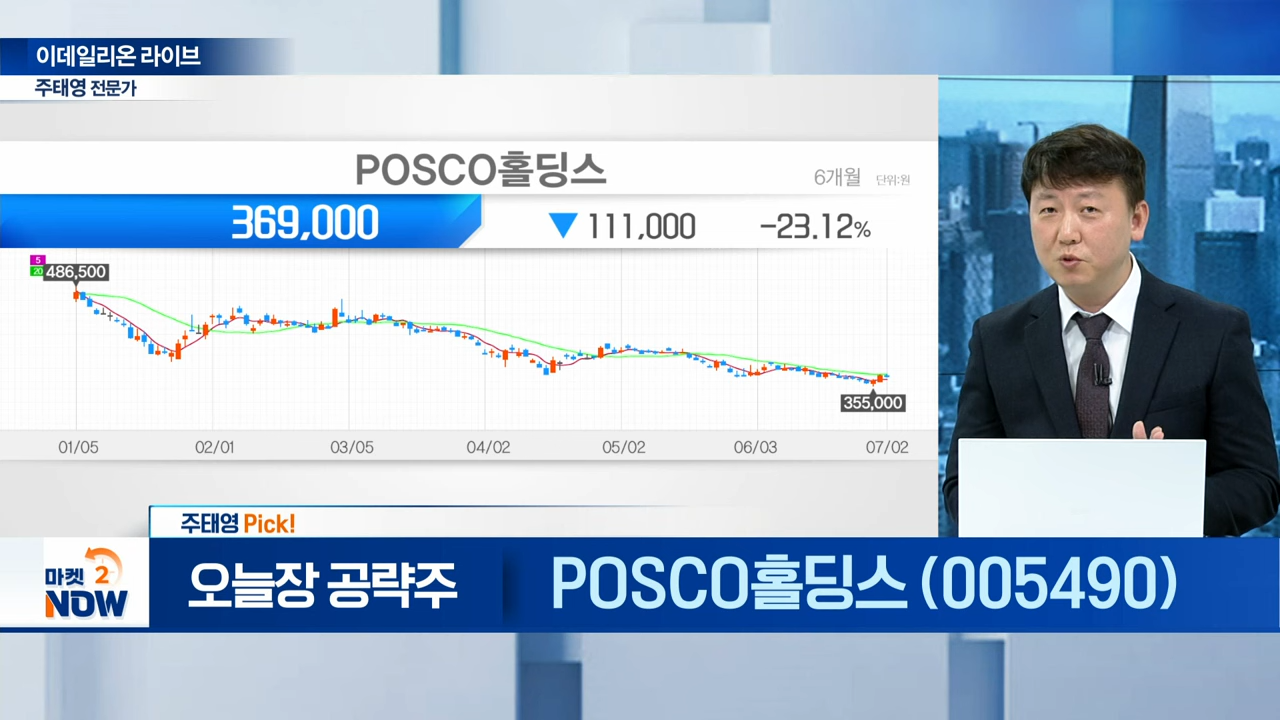 이데일리온 라이브
주태영 전문가
POSCO홀딩스
6개월 단위:원
369,000 ▼ 111,000 -23.12%
5
20
486,500
355,000
01/05 02/01 03/05 04/02 05/02 06/03 07/02
주태영 Pick!
마켓 2
NOW
오늘장 공략주
POSCO홀딩스 (005490)